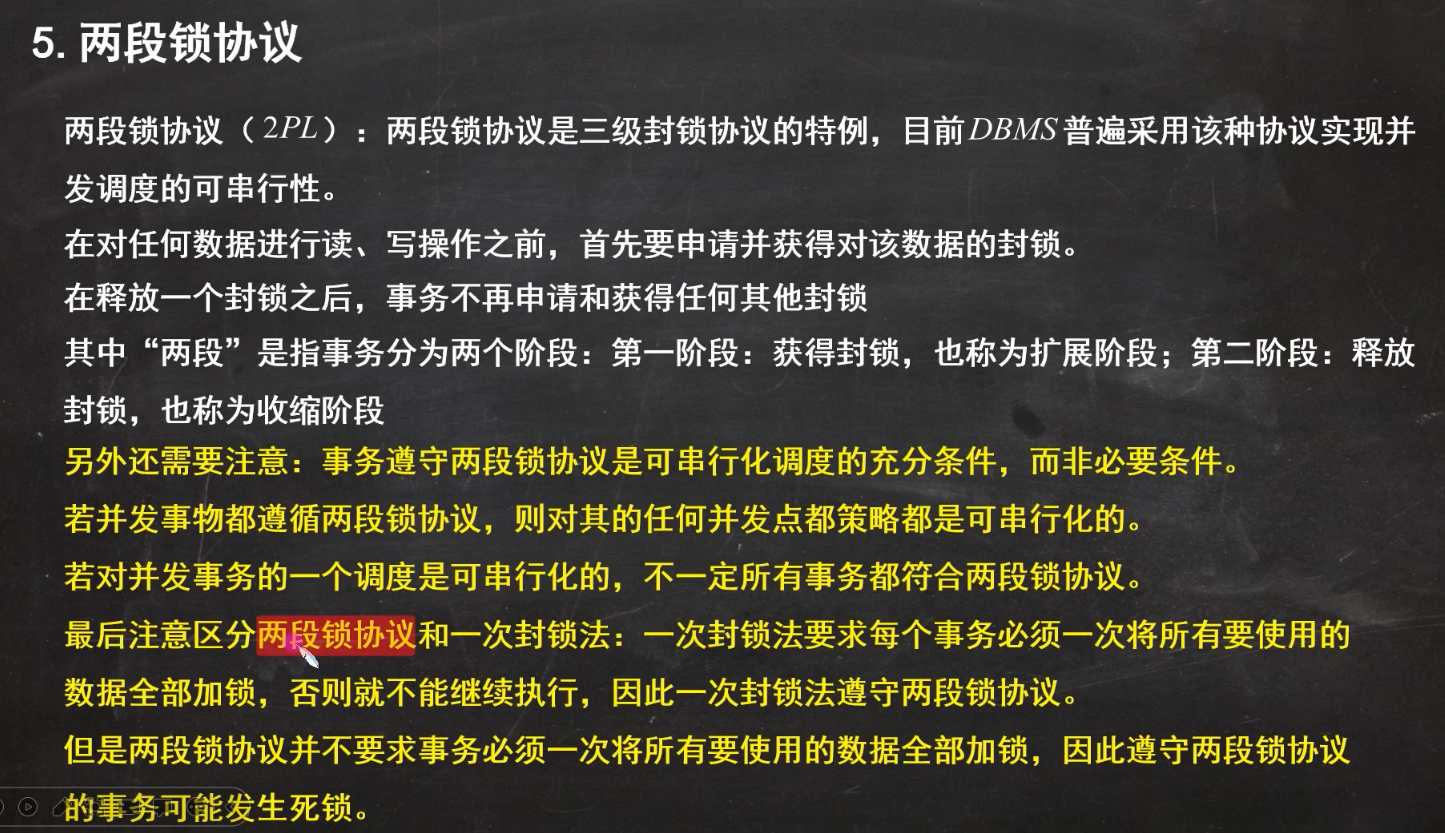 5. 两段锁协议
两段锁协议（2PL）：两段锁协议是三级封锁协议的特例，目前DBMS普遍采用该种协议实现并
发调度的可串行性。
在对任何数据进行读、写操作之前，首先要申请并获得对该数据的封锁。
在释放一个封锁之后，事务不再申请和获得任何其他封锁
其中“两段”是指事务分为两个阶段：第一阶段：获得封锁，也称为扩展阶段；第二阶段：释放
封锁，也称为收缩阶段
另外还需要注意：事务遵守两段锁协议是可串行化调度的充分条件，而非必要条件。
若并发事物都遵循两段锁协议，则对其的任何并发点都策略都是可串行化的。
若对并发事务的一个调度是可串行化的，不一定所有事务都符合两段锁协议。
最后注意区分两段锁协议和一次封锁法：一次封锁法要求每个事务必须一次将所有要使用的
数据全部加锁，否则就不能继续执行，因此一次封锁法遵守两段锁协议。
但是两段锁协议并不要求事务必须一次将所有要使用的数据全部加锁，因此遵守两段锁协议
的事务可能发生死锁。